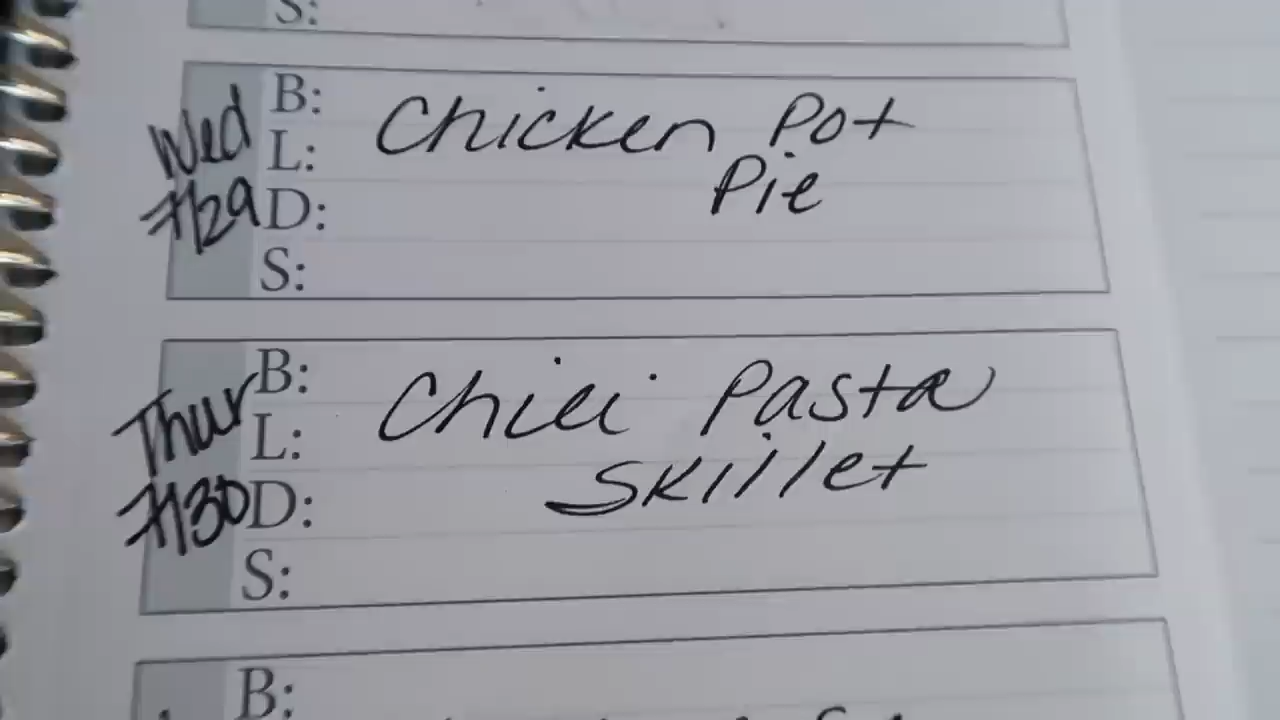 S:
Wed
7/29
B:
L:
D:
S:
Chicken Pot
Pie
Thur
7/30
B:
L:
D:
S:
Chili Pasta
Skillet
B: